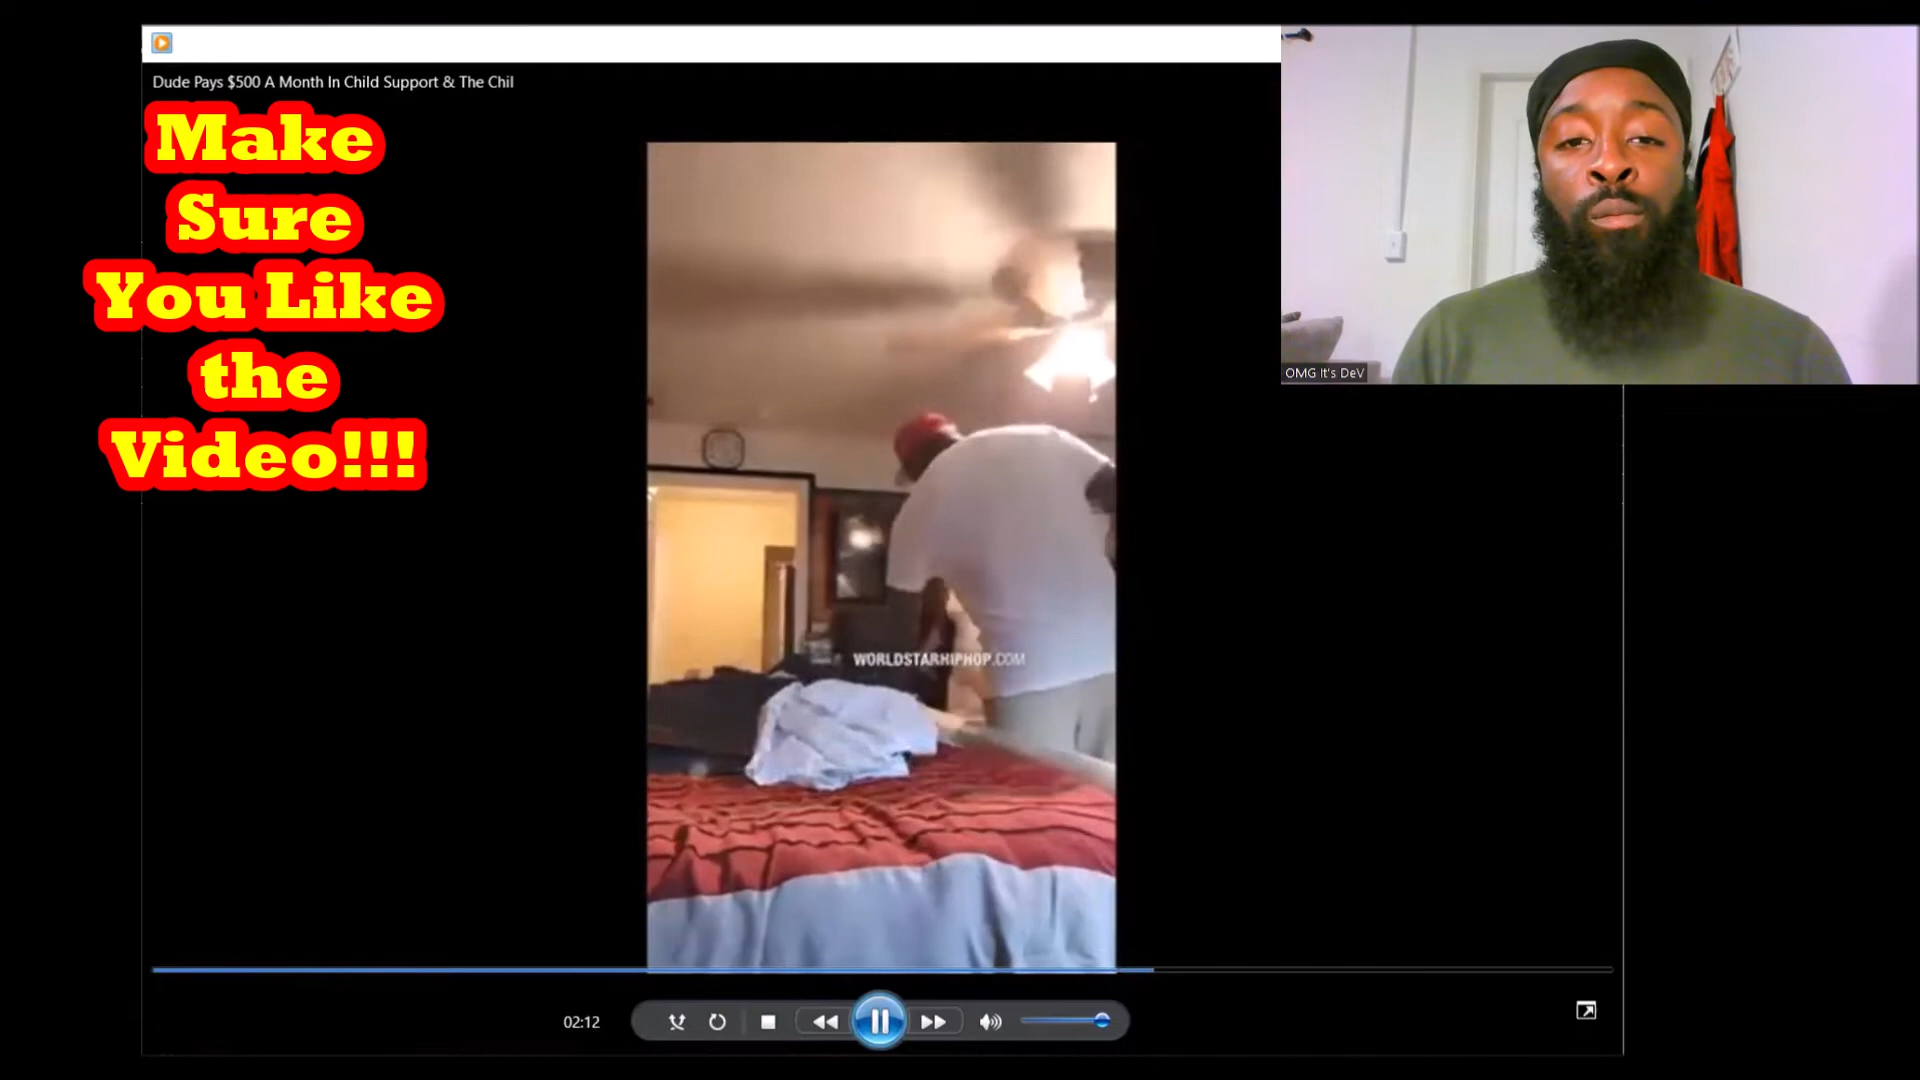 Dude Pays $500 A Month In Child Support & The Chil
Make
Sure
You Like
the
Video!!!
OMG It's DeV
WORLDSTARHIPHOP.COM
02:12